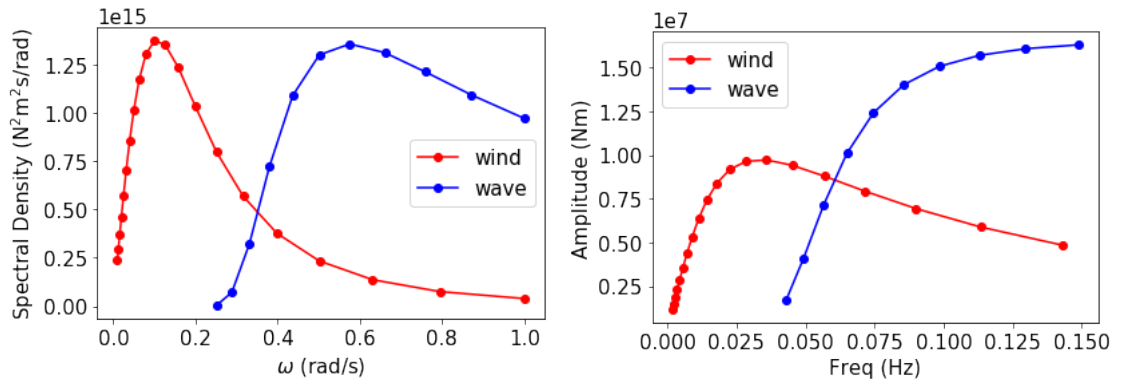 1e15
Spectral Density (N²m²s/rad)
1.25
1.00
0.75
0.50
0.25
0.00
wind
wave
0.0 0.2 0.4 0.6 0.8 1.0
ω (rad/s)
1e7
Amplitude (Nm)
1.50
1.25
1.00
0.75
0.50
0.25
wind
wave
0.000 0.025 0.050 0.075 0.100 0.125 0.150
Freq (Hz)